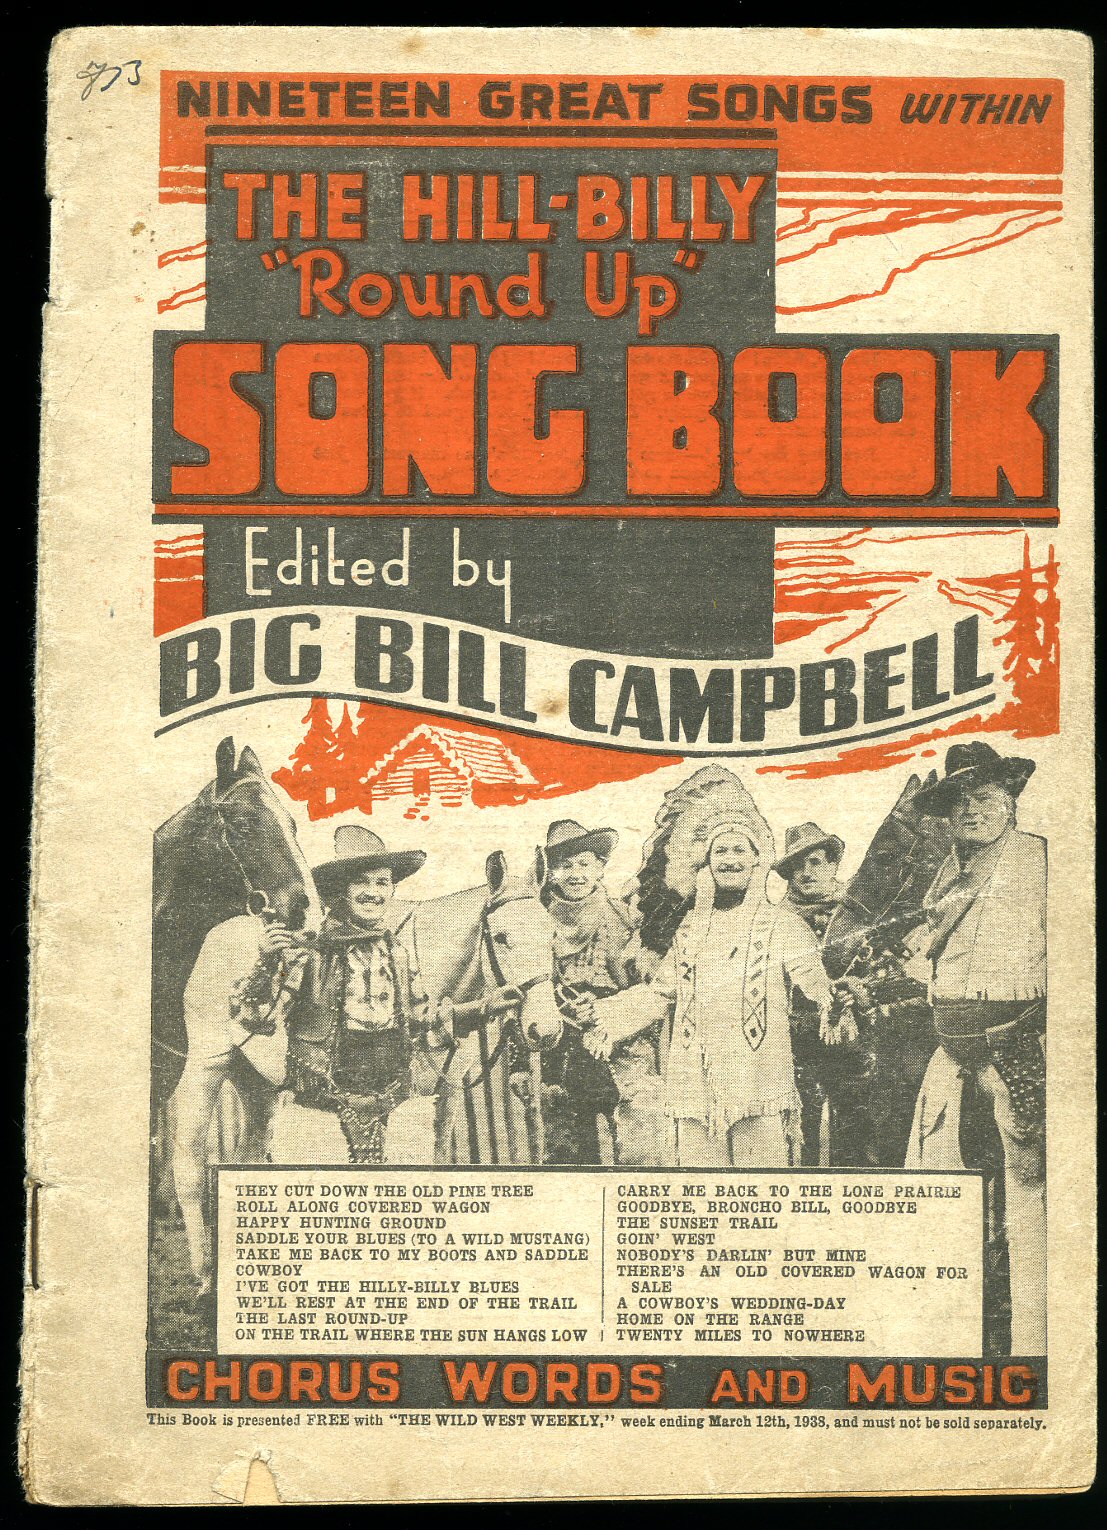 NINETEEN GREAT SONGS WITHIN
THE HILL-BILLY
"Round Up"
SONG BOOK
Edited by
BIG BILL CAMPBELL
THEY CUT DOWN THE OLD PINE TREE
ROLL ALONG COVERED WAGON
HAPPY HUNTING GROUND
SADDLE YOUR BLUES (TO A WILD MUSTANG)
TAKE ME BACK TO MY BOOTS AND SADDLE
COWBOY
I'VE GOT THE HILLY-BILLY BLUES
WE'LL REST AT THE END OF THE TRAIL
THE LAST ROUND-UP
ON THE TRAIL WHERE THE SUN HANGS LOW
CARRY ME BACK TO THE LONE PRAIRIE
GOODBYE, BRONCHO BILL, GOODBYE
THE SUNSET TRAIL
GOIN' WEST
NOBODY'S DARLIN' BUT MINE
THERE'S AN OLD COVERED WAGON FOR
SALE
A COWBOY'S WEDDING-DAY
HOME ON THE RANGE
TWENTY MILES TO NOWHERE
CHORUS WORDS AND MUSIC
This Book is presented FREE with "THE WILD WEST WEEKLY," week ending March 12th, 1938, and must not be sold separately.